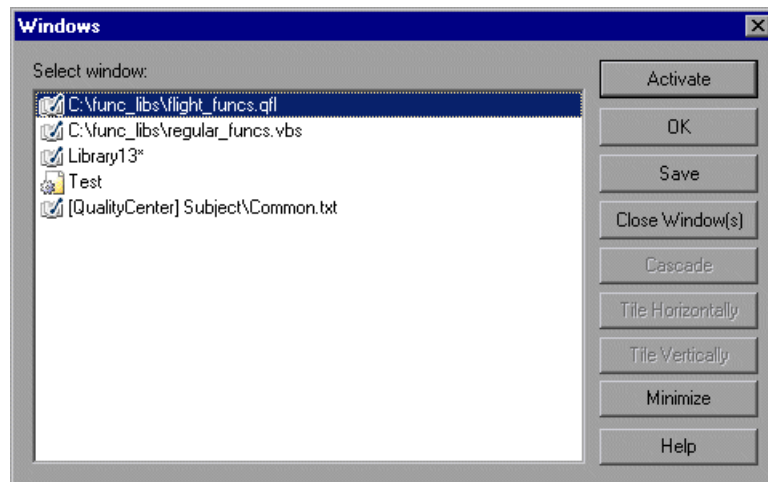 Windows
Select window:
C:\func_libs\flight_funcs.qfl
C:\func_libs\regular_funcs.vbs
Library13*
Test
[QualityCenter] Subject\Common.txt
Activate
OK
Save
Close Window(s)
Cascade
Tile Horizontally
Tile Vertically
Minimize
Help